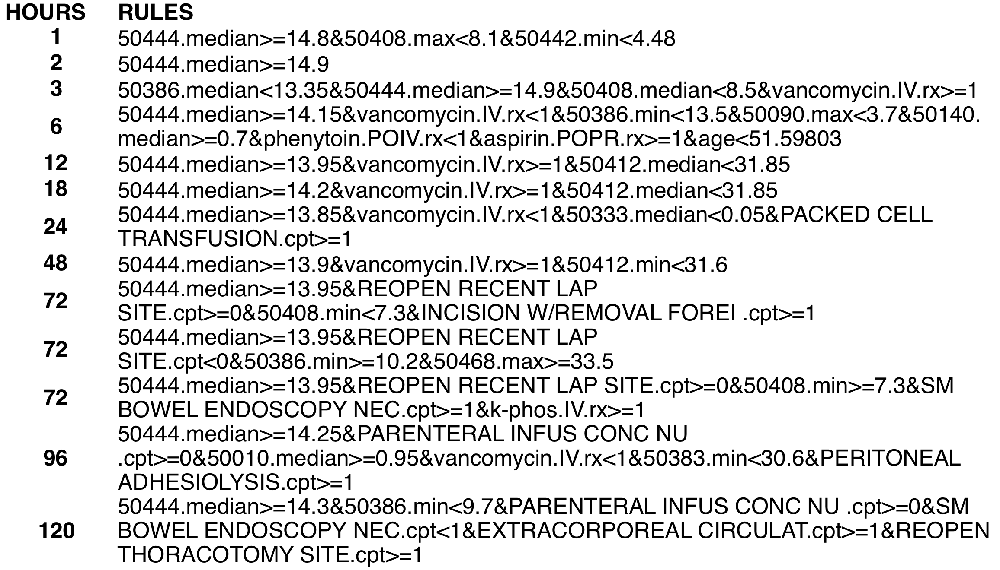 HOURS RULES
1 50444.median>=14.8&50408.max<8.1&50442.min<4.48
2 50444.median>=14.9
3 50386.median<13.35&50444.median>=14.9&50408.median<8.5&vancomycin.IV.rx>=1
50444.median>=14.15&vancomycin.IV.rx<1&50386.min<13.5&50090.max<3.7&50140.
6
median>=0.7&phenytoin.POIV.rx<1&aspirin.POPR.rx>=1&age<51.59803
12 50444.median>=13.95&vancomycin.IV.rx>=1&50412.median<31.85
18 50444.median>=14.2&vancomycin.IV.rx>=1&50412.median<31.85
50444.median>=13.85&vancomycin.IV.rx<1&50333.median<0.05&PACKED CELL
24
TRANSFUSION.cpt>=1
48 50444.median>=13.9&vancomycin.IV.rx>=1&50412.min<31.6
50444.median>=13.95&REOPEN RECENT LAP
72
SITE.cpt>=0&50408.min<7.3&INCISION W/REMOVAL FOREI .cpt>=1
50444.median>=13.95&REOPEN RECENT LAP
72
SITE.cpt<0&50386.min>=10.2&50468.max>=33.5
50444.median>=13.95&REOPEN RECENT LAP SITE.cpt>=0&50408.min>=7.3&SM
72
BOWEL ENDOSCOPY NEC.cpt>=1&k-phos.IV.rx>=1
50444.median>=14.25&PARENTERAL INFUS CONC NU
96 .cpt>=0&50010.median>=0.95&vancomycin.IV.rx<1&50383.min<30.6&PERITONEAL
ADHESIOLYSIS.cpt>=1
50444.median>=14.3&50386.min<9.7&PARENTERAL INFUS CONC NU .cpt>=0&SM
120 BOWEL ENDOSCOPY NEC.cpt<1&EXTRACORPOREAL CIRCULAT.cpt>=1&REOPEN
THORACOTOMY SITE.cpt>=1